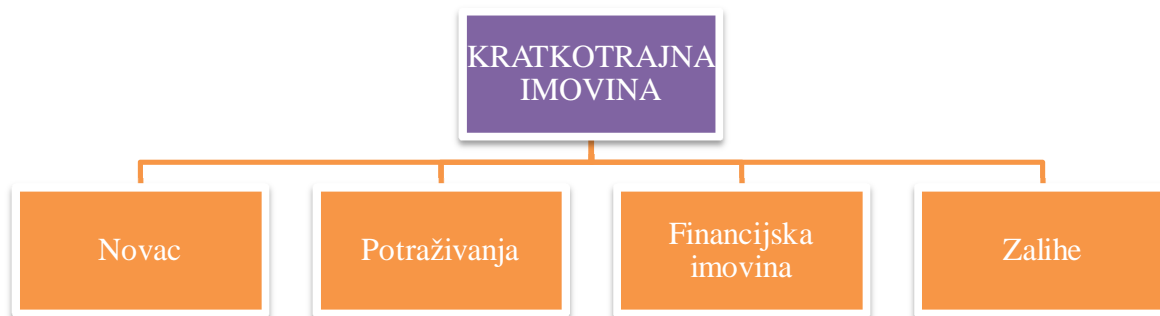 KRATKOTRAJNA
IMOVINA
Novac
Potraživanja
Financijska
imovina
Zalihe